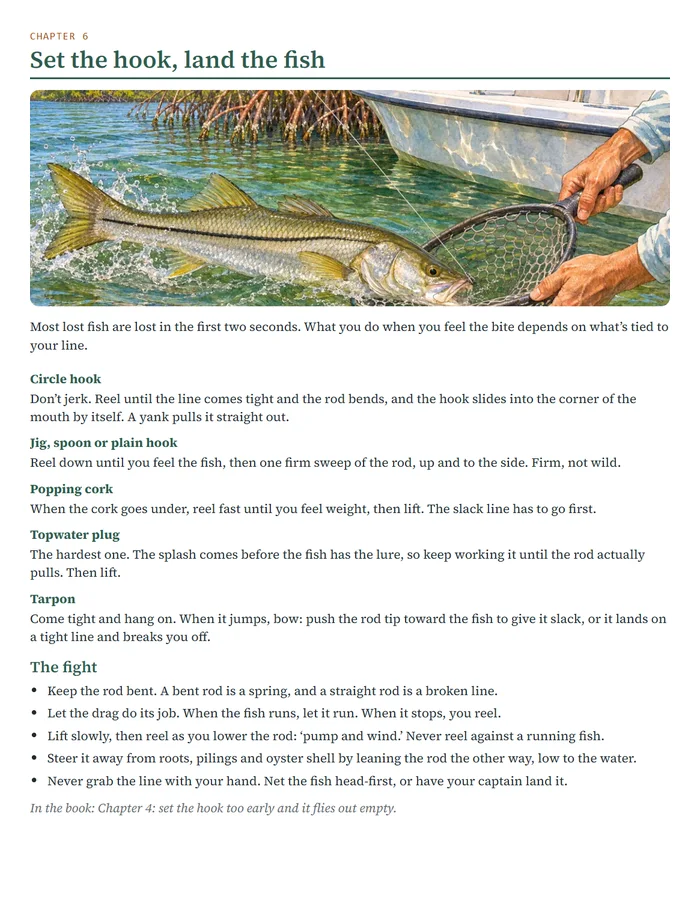 CHAPTER 6
Set the hook, land the fish
Most lost fish are lost in the first two seconds. What you do when you feel the bite depends on what’s tied to
your line.
Circle hook
Don’t jerk. Reel until the line comes tight and the rod bends, and the hook slides into the corner of the
mouth by itself. A yank pulls it straight out.
Jig, spoon or plain hook
Reel down until you feel the fish, then one firm sweep of the rod, up and to the side. Firm, not wild.
Popping cork
When the cork goes under, reel fast until you feel weight, then lift. The slack line has to go first.
Topwater plug
The hardest one. The splash comes before the fish has the lure, so keep working it until the rod actually
pulls. Then lift.
Tarpon
Come tight and hang on. When it jumps, bow: push the rod tip toward the fish to give it slack, or it lands on
a tight line and breaks you off.
The fight
• Keep the rod bent. A bent rod is a spring, and a straight rod is a broken line.
• Let the drag do its job. When the fish runs, let it run. When it stops, you reel.
• Lift slowly, then reel as you lower the rod: ‘pump and wind.’ Never reel against a running fish.
• Steer it away from roots, pilings and oyster shell by leaning the rod the other way, low to the water.
• Never grab the line with your hand. Net the fish head-first, or have your captain land it.
In the book: Chapter 4: set the hook too early and it flies out empty.